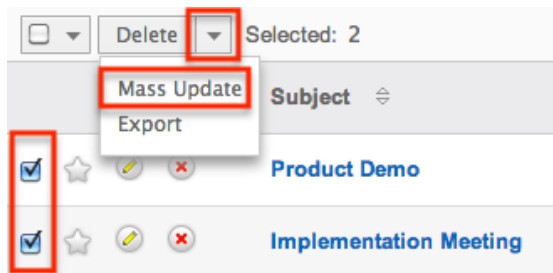 Delete Selected: 2
Mass Update
Subject
Export
Product Demo
Implementation Meeting